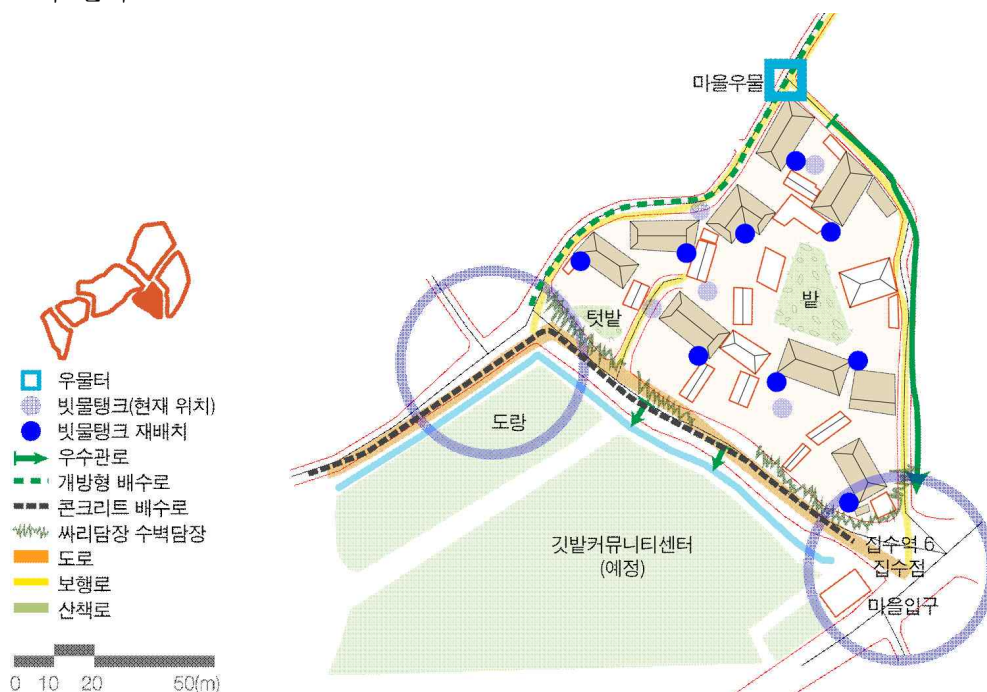 마을우물
밭
텃밭
도랑
깃밭커뮤니티센터
(예정)
집수역 6
집수점
마을입구
우물터
빗물탱크(현재 위치)
빗물탱크 재배치
우수관로
개방형 배수로
콘크리트 배수로
싸리담장 수벽담장
도로
보행로
산책로
0 10 20 50(m)